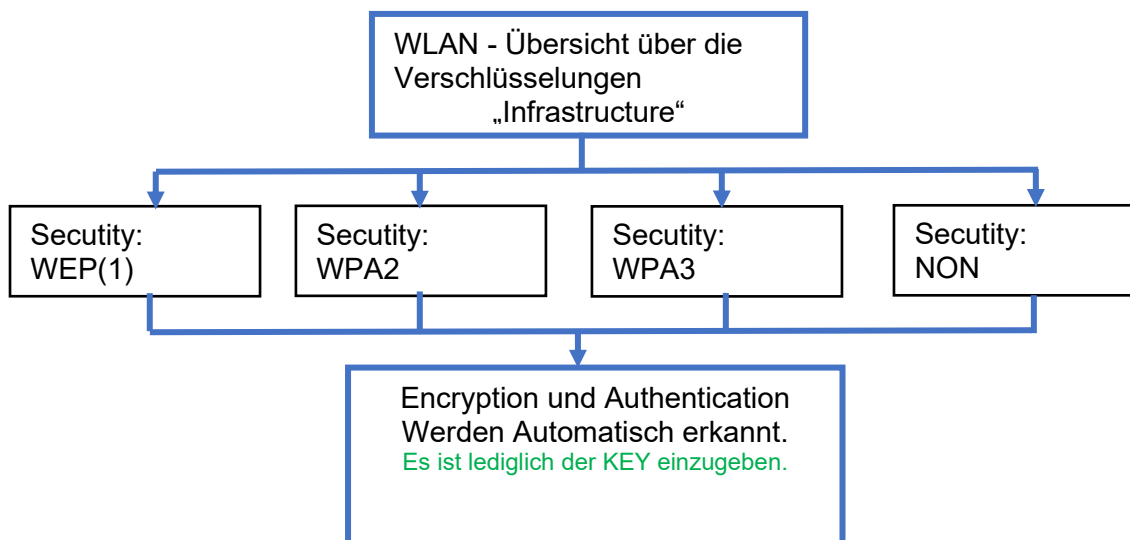 WLAN - Übersicht über die
Verschlüsselungen
„Infrastructure“
Secutity:
WEP(1)
Secutity:
WPA2
Secutity:
WPA3
Secutity:
NON
Encryption und Authentication
Werden Automatisch erkannt.
Es ist lediglich der KEY einzugeben.